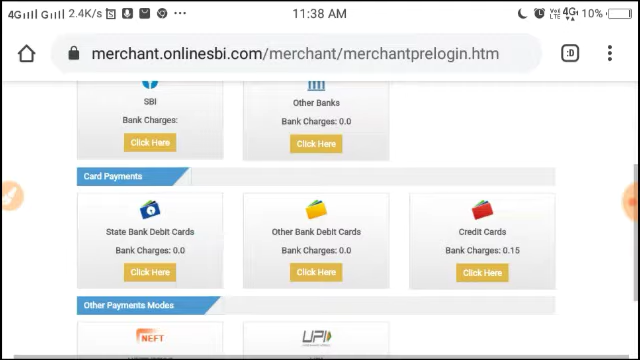 4G 4G 2.4K/s 11:38 AM VoI LTE 4G 10%
merchant.onlinesbi.com/merchant/merchantprelogin.htm :D
SBI Other Banks
Bank Charges: Bank Charges: 0.0
Click Here Click Here
Card Payments
State Bank Debit Cards Other Bank Debit Cards Credit Cards
Bank Charges: 0.0 Bank Charges: 0.0 Bank Charges: 0.15
Click Here Click Here Click Here
Other Payments Modes
NEFT UPI